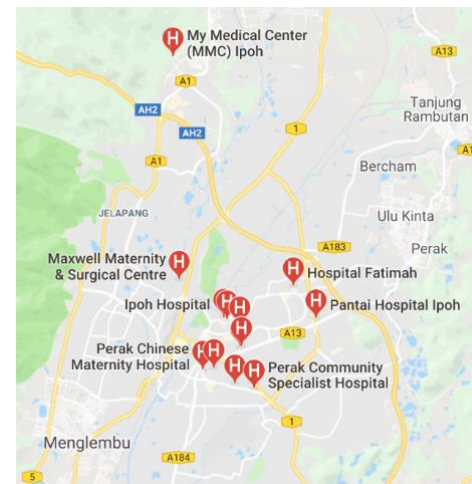 My Medical Center
(MMC) Ipoh
A13
A1
Tanjung
Rambutan
AH2
1
AH2
A1
A1
Bercham
JELAPANG
Ulu Kinta
A183
Perak
Maxwell Maternity
& Surgical Centre
Hospital Fatimah
Ipoh Hospital
Pantai Hospital Ipoh
A13
Perak Chinese
Maternity Hospital
Perak Community
Specialist Hospital
1
Menglembu
A184
5
H
H
H
H
H
H
H
H
H
H
H
H